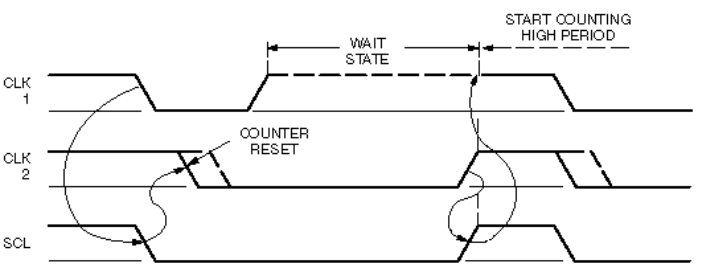 START COUNTING
HIGH PERIOD
WAIT
STATE
CLK
1
COUNTER
RESET
CLK
2
SCL